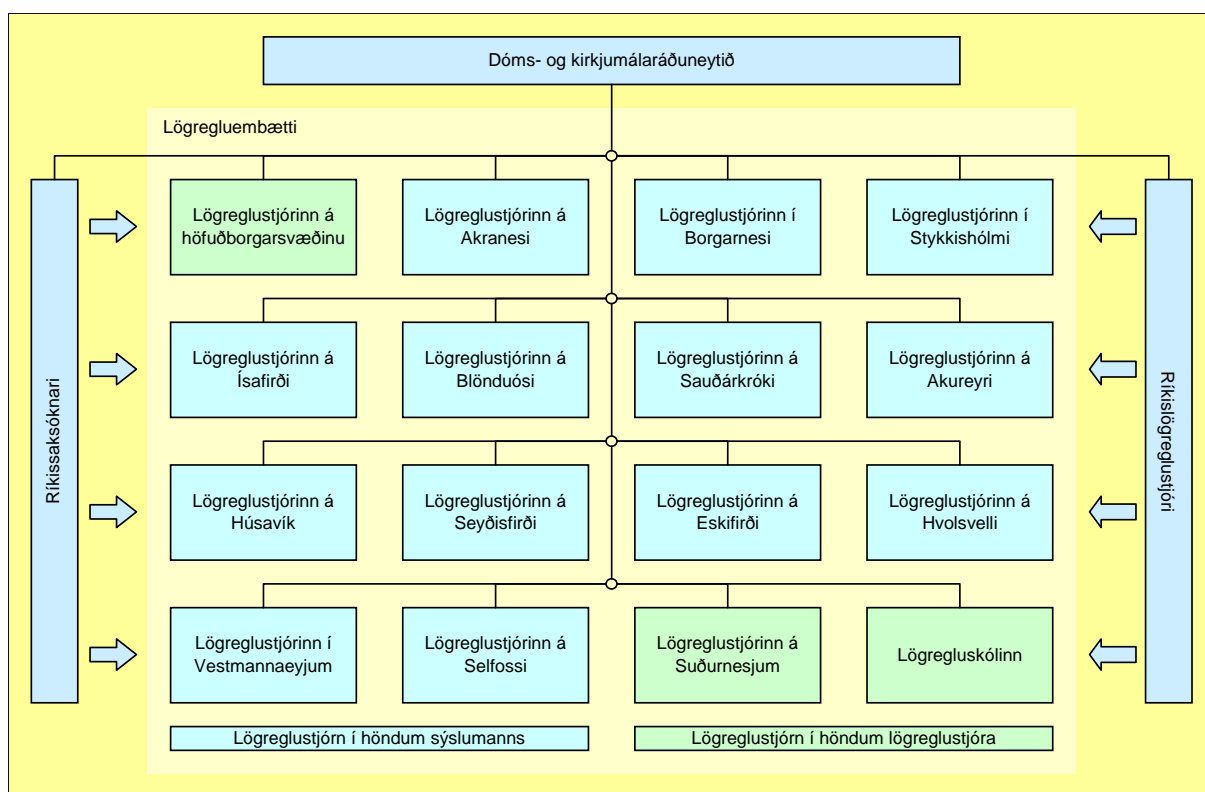 Dóms- og kirkjumálaráðuneytið
Lögregluembætti
Ríkissaksóknari
Lögreglustjórinn á
höfuðborgarsvæðinu
Lögreglustjórinn á
Akranesi
Lögreglustjórinn í
Borgarnesi
Lögreglustjórinn í
Stykkishólmi
Lögreglustjórinn á
Ísafirði
Lögreglustjórinn á
Blönduósi
Lögreglustjórinn á
Sauðárkróki
Lögreglustjórinn á
Akureyri
Lögreglustjórinn á
Húsavík
Lögreglustjórinn á
Seyðisfirði
Lögreglustjórinn á
Eskifirði
Lögreglustjórinn á
Hvolsvelli
Lögreglustjórinn í
Vestmannaeyjum
Lögreglustjórinn á
Selfossi
Lögreglustjórinn á
Suðurnesjum
Lögregluskólinn
Ríkislögreglustjóri
Lögreglustjórn í höndum sýslumanns
Lögreglustjórn í höndum lögreglustjóra